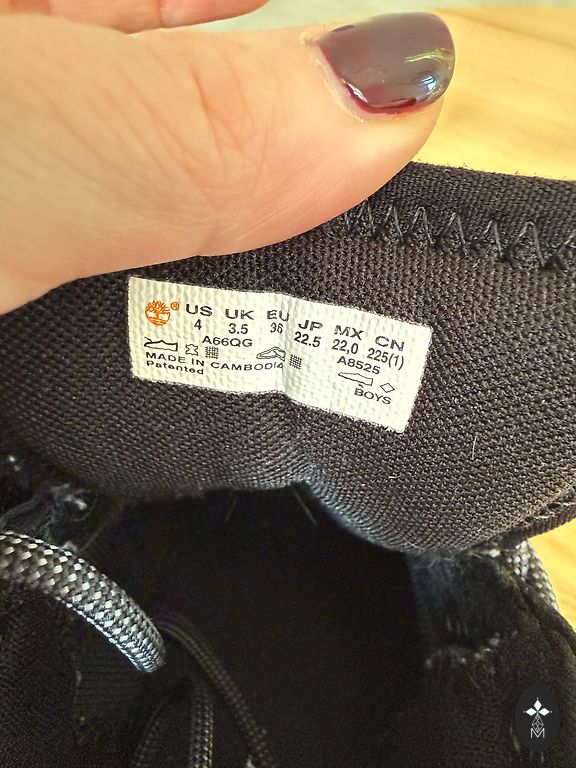 ® US UK EU JP MX CN
4 3.5 36 22.5 22,0 225(1)
A66QG A8525
MADE IN CAMBODIA
Patented
BOYS
M